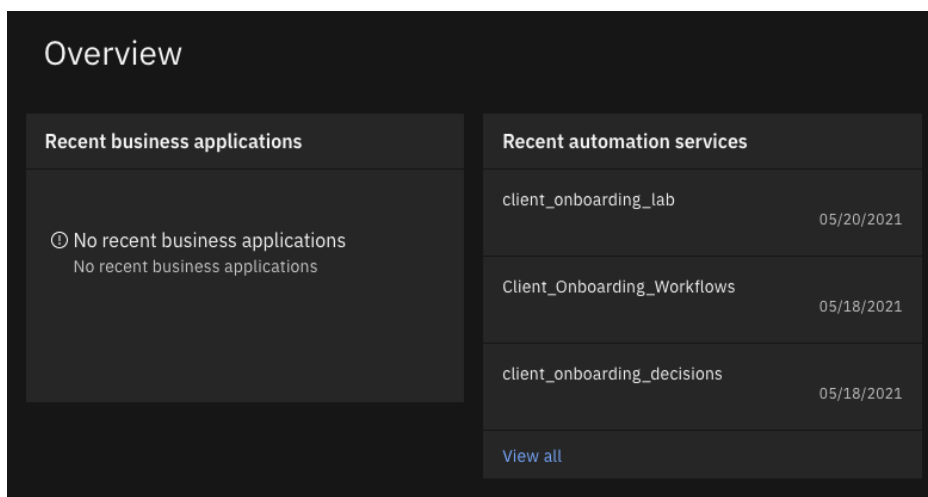 Overview
Recent business applications
No recent business applications
No recent business applications
Recent automation services
client_onboarding_lab
05/20/2021
Client_Onboarding_Workflows
05/18/2021
client_onboarding_decisions
05/18/2021
View all